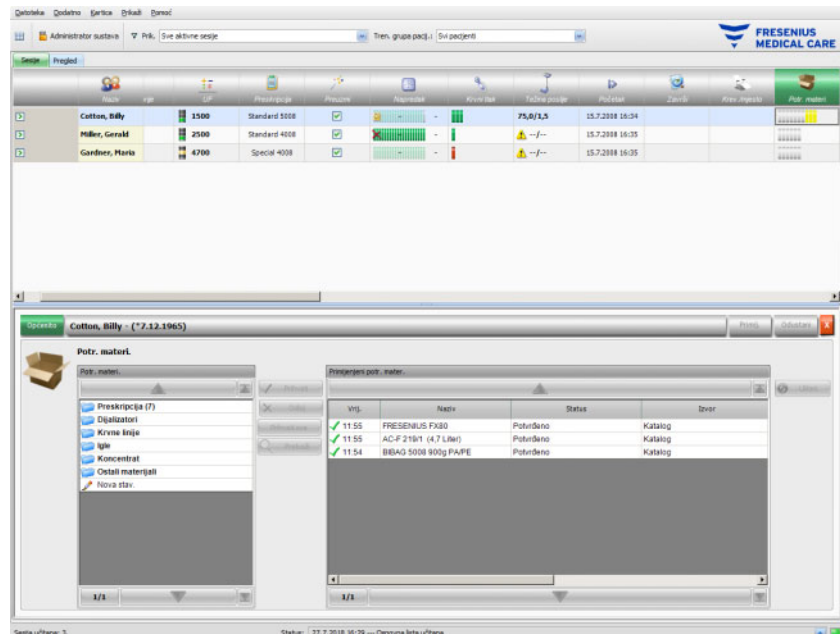 Datoteka Dodatno Kartica Prikaži Pomoć
Administrator sustava Prik. Sve aktivne sesije Tren. grupa pacij.: Svi pacijenti
FRESENIUS
MEDICAL CARE
Sesije Pregled
Naziv UF Preskripcija Preuzmi Napredak Krvni tlak Težina poslije Početak Završi Krev./mjesto Potr. materi
Cotton, Billy 1500 Standard 5008 - - 75,0/1,5 15.7.2008 16:34
Miller, Gerald 2500 Standard 4008 - - --/-- 15.7.2008 16:35
Gardner, Maria 4700 Special 4008 - - --/-- 15.7.2008 16:35
Općenito Cotton, Billy - (*7.12.1965) Primj. Odustani X
Potr. materi.
Potr. materi. Primijenjeni potr. mater.
Vrij. Naziv Status Izvor
Preskripcija (7)
Dijalizatori
Krvne linije
Igle
Koncentrat
Ostali materijali
Nova stav.
11:55 FRESENIUS FX80 Potvrđeno Katalog
11:55 AC-F 219/1 (4,7 Liter) Potvrđeno Katalog
11:54 BIBAG 5008 900g PA/PE Potvrđeno Katalog
1/1 1/1